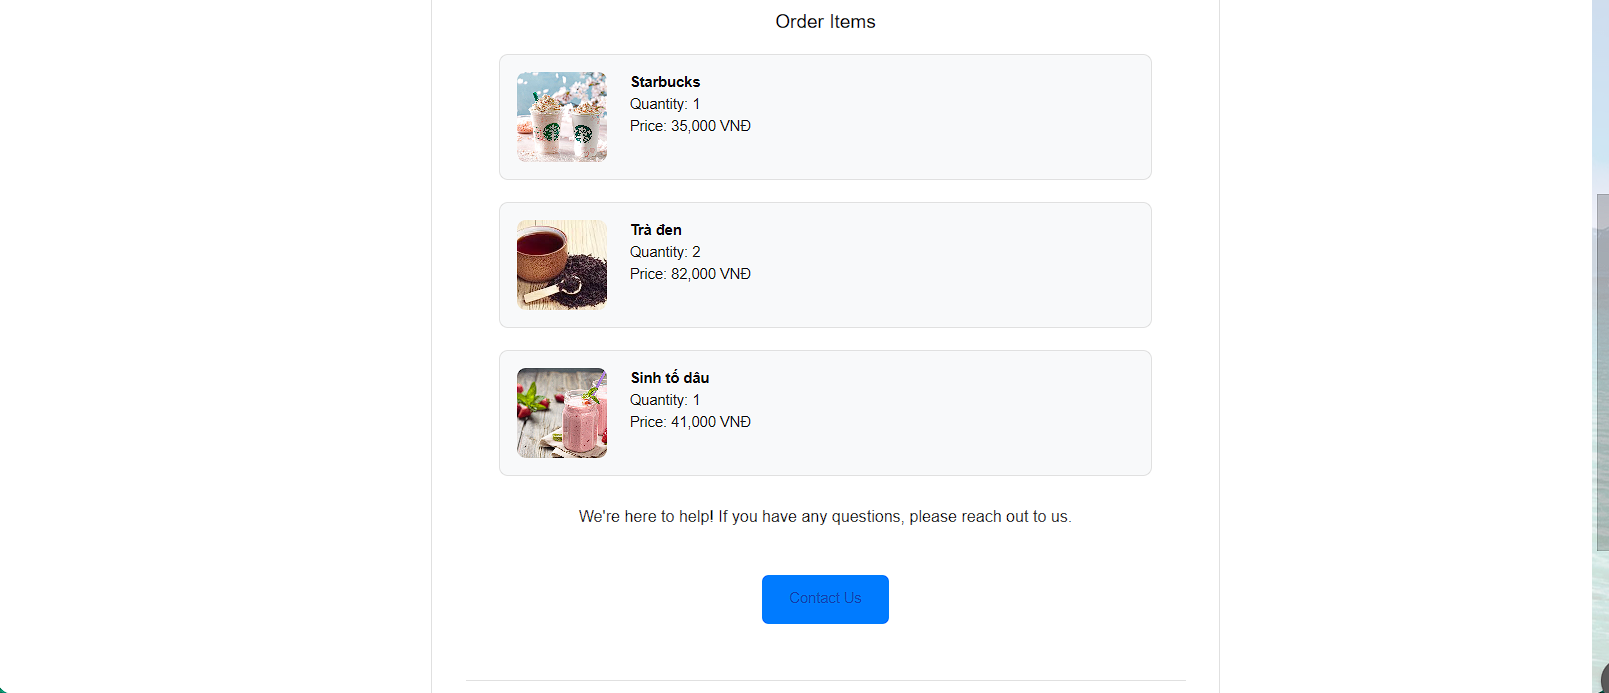 Order Items
Starbucks
Quantity: 1
Price: 35,000 VNĐ
Trà đen
Quantity: 2
Price: 82,000 VNĐ
Sinh tố dâu
Quantity: 1
Price: 41,000 VNĐ
We're here to help! If you have any questions, please reach out to us.
Contact Us